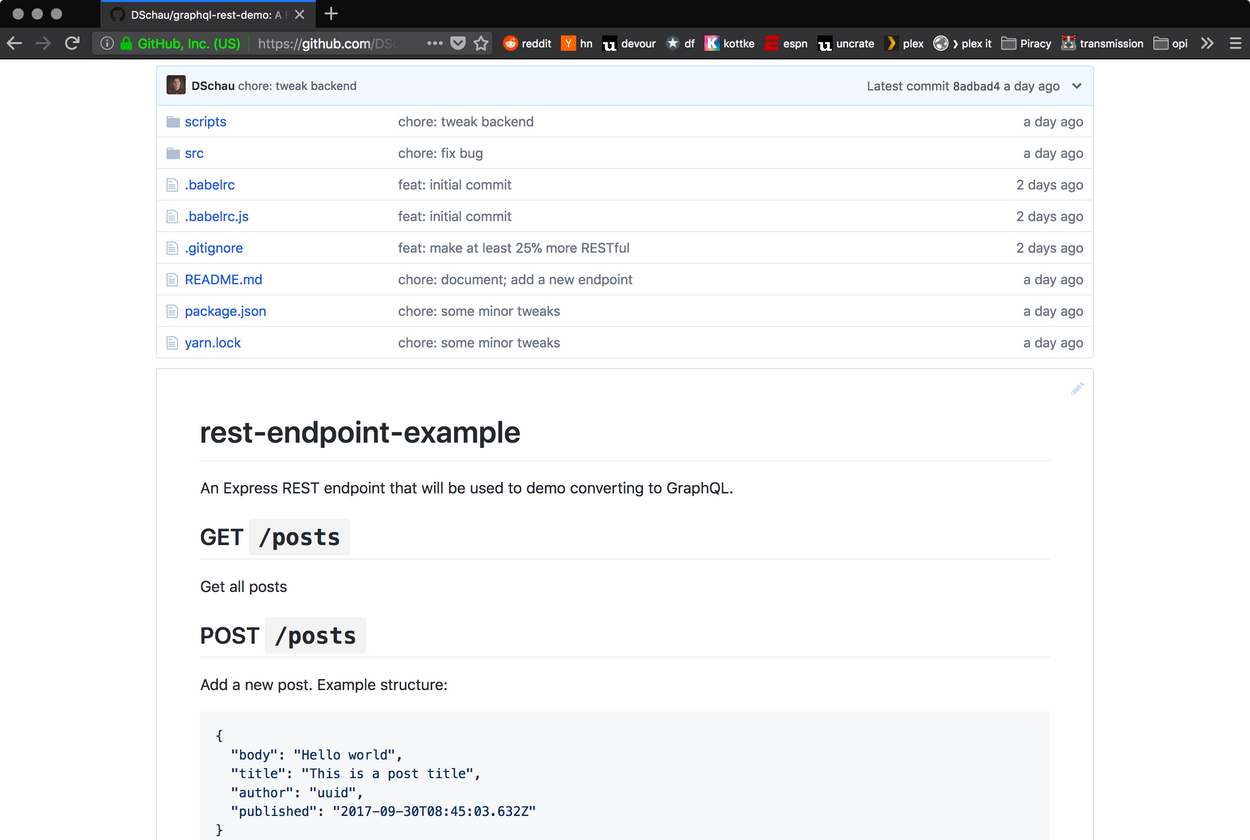 DSchau/graphql-rest-demo: A
GitHub, Inc. (US) https://github.com/DSc
reddit hn devour df kottke espn uncrate plex plex it Piracy transmission opi
DSchau chore: tweak backend Latest commit 8adbad4 a day ago
scripts chore: tweak backend a day ago
src chore: fix bug a day ago
.babelrc feat: initial commit 2 days ago
.babelrc.js feat: initial commit 2 days ago
.gitignore feat: make at least 25% more RESTful 2 days ago
README.md chore: document; add a new endpoint a day ago
package.json chore: some minor tweaks a day ago
yarn.lock chore: some minor tweaks a day ago
rest-endpoint-example
An Express REST endpoint that will be used to demo converting to GraphQL.
GET /posts
Get all posts
POST /posts
Add a new post. Example structure:
{
"body": "Hello world",
"title": "This is a post title",
"author": "uuid",
"published": "2017-09-30T08:45:03.632Z"
}